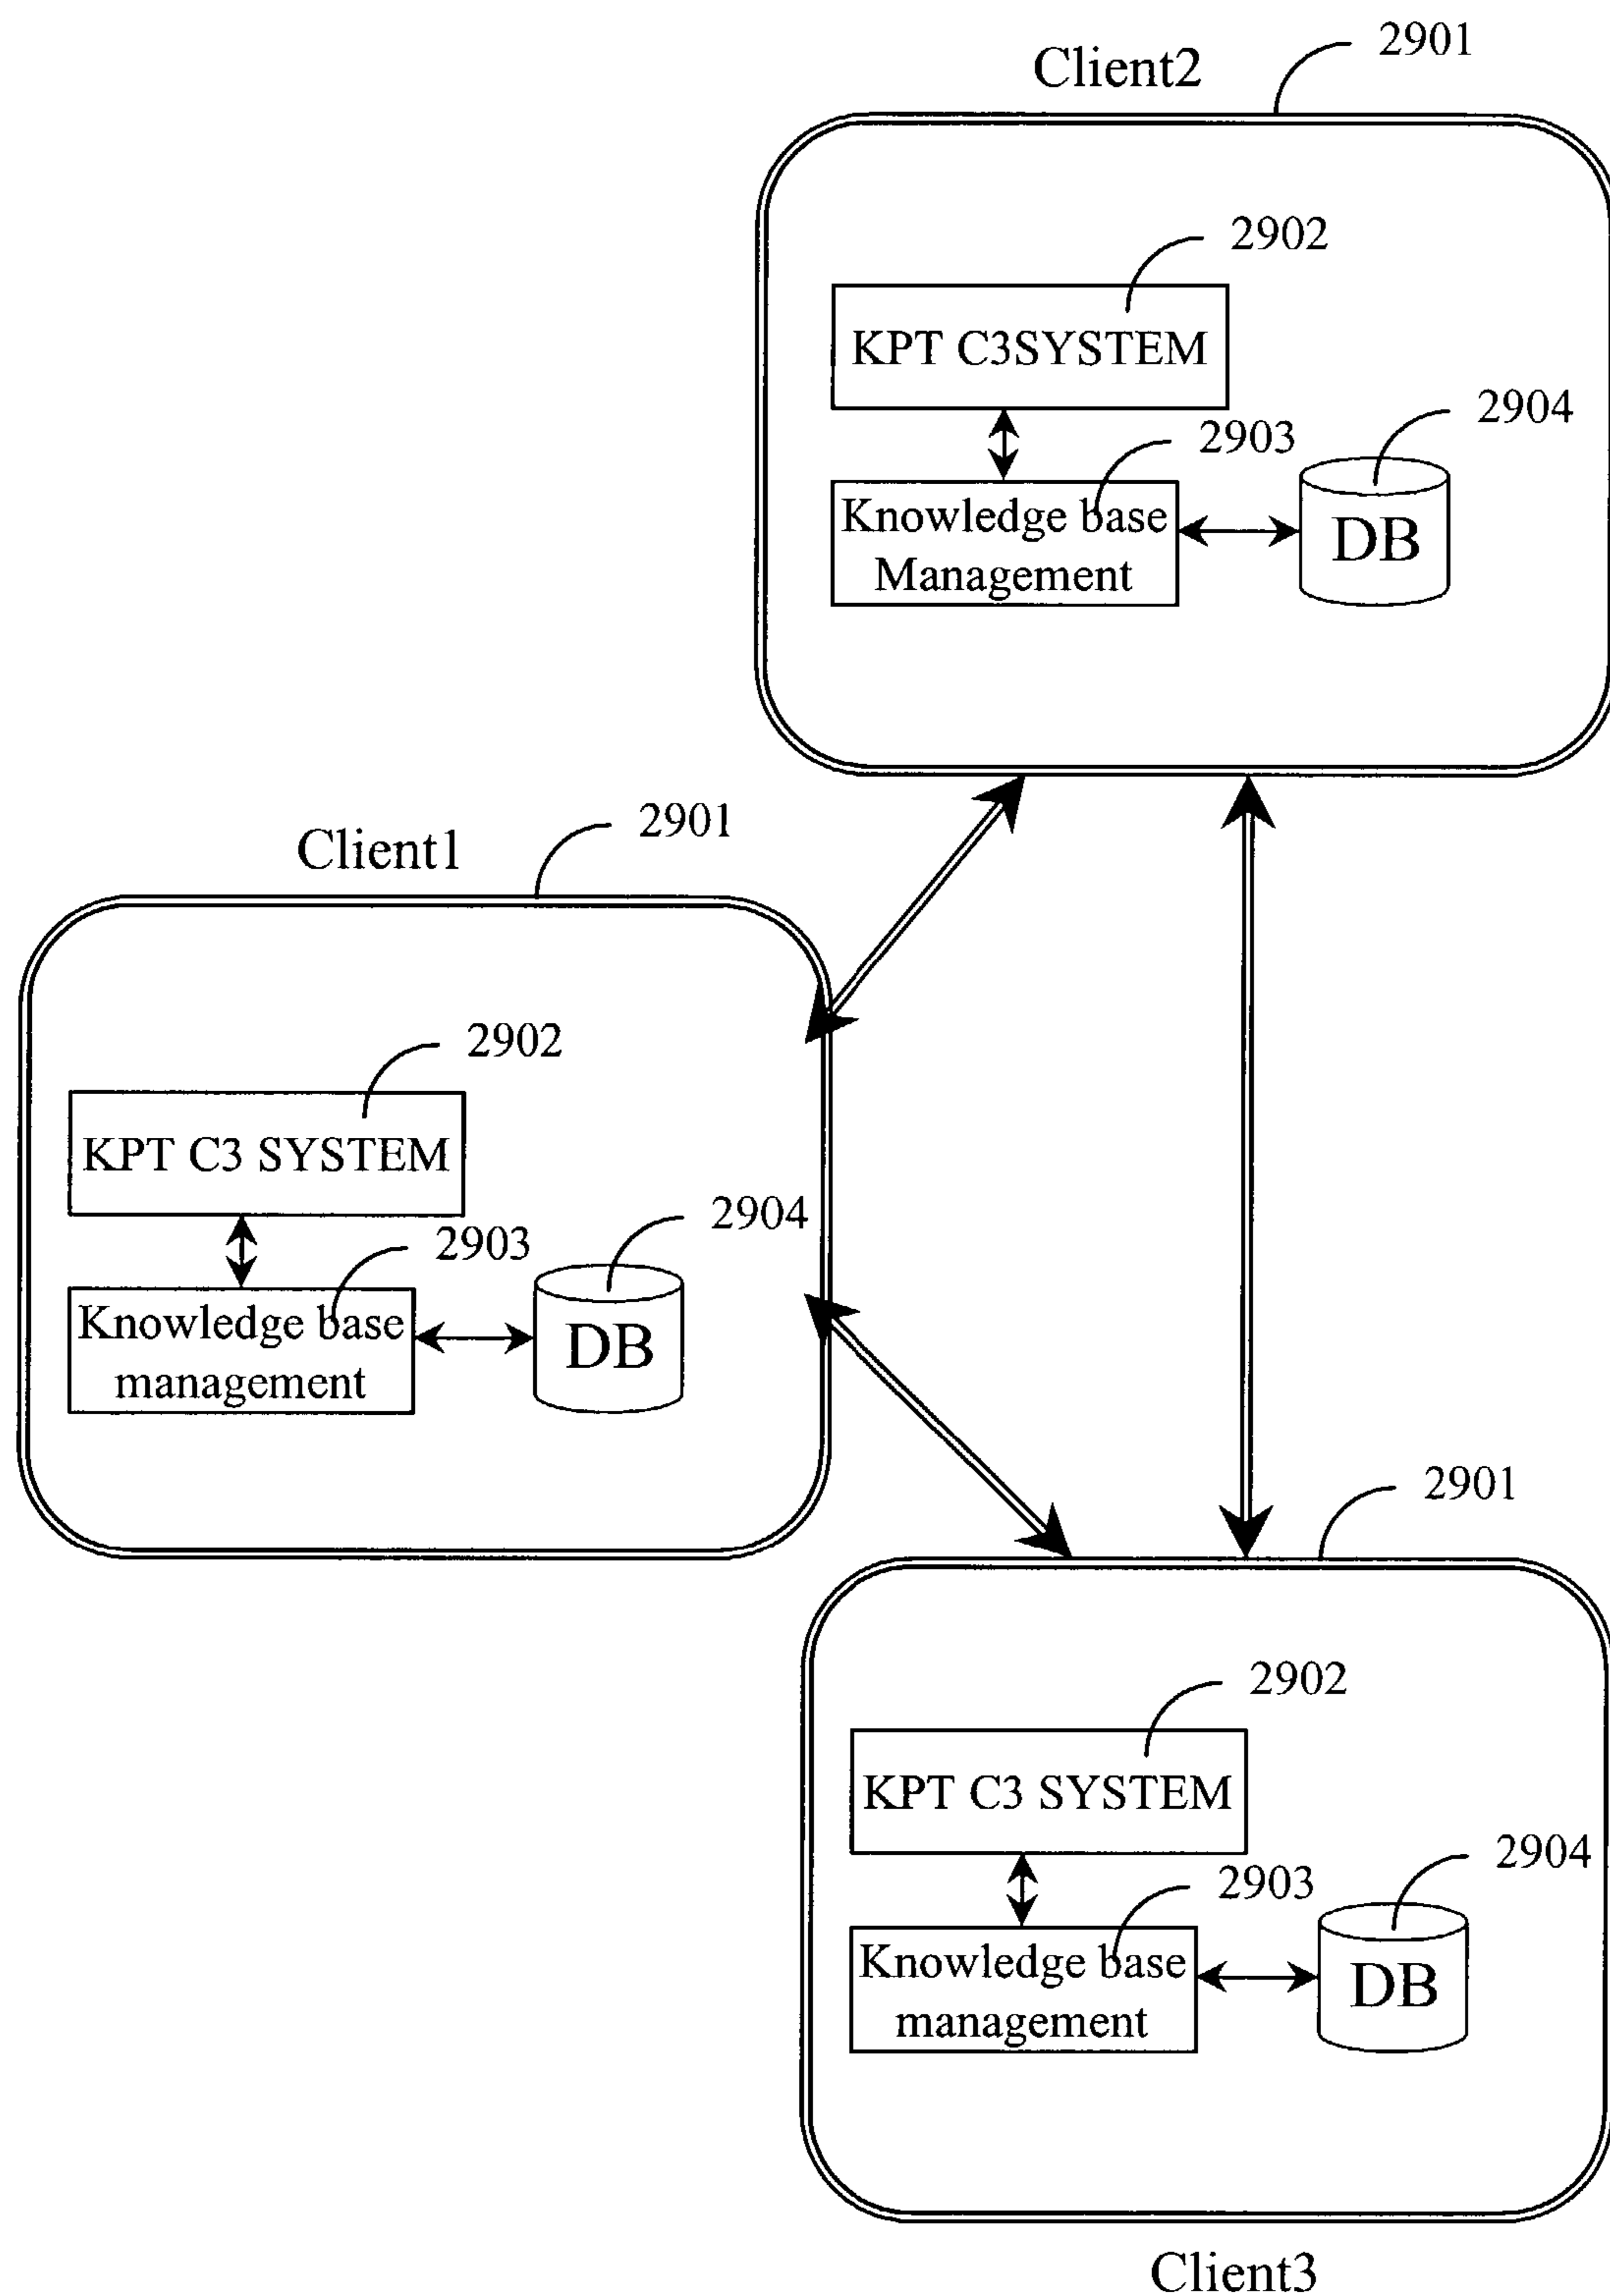 2901
Client2
2902
KPT C3SYSTEM
2904
2903
Knowledge base
Management
DB
2901
Client1
2902
KPT C3 SYSTEM
2904
2903
Knowledge base
management
DB
2901
2902
KPT C3 SYSTEM
2904
2903
Knowledge base
management
DB
Client3